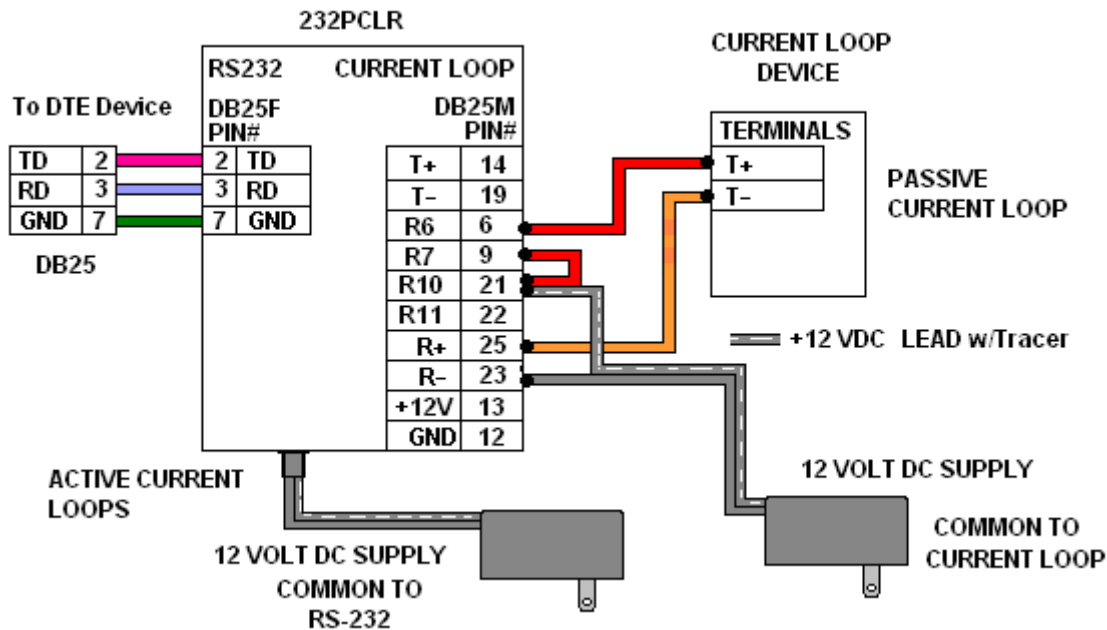 232PCLR
RS232 CURRENT LOOP
DB25F DB25M
PIN# PIN#
To DTE Device
TD 2 2 TD
RD 3 3 RD
GND 7 7 GND
DB25
T+ 14
T- 19
R6 6
R7 9
R10 21
R11 22
R+ 25
R- 23
+12V 13
GND 12
CURRENT LOOP
DEVICE
TERMINALS
T+
T-
PASSIVE
CURRENT LOOP
+12 VDC LEAD w/Tracer
ACTIVE CURRENT
LOOPS
12 VOLT DC SUPPLY
COMMON TO
RS-232
12 VOLT DC SUPPLY
COMMON TO
CURRENT LOOP